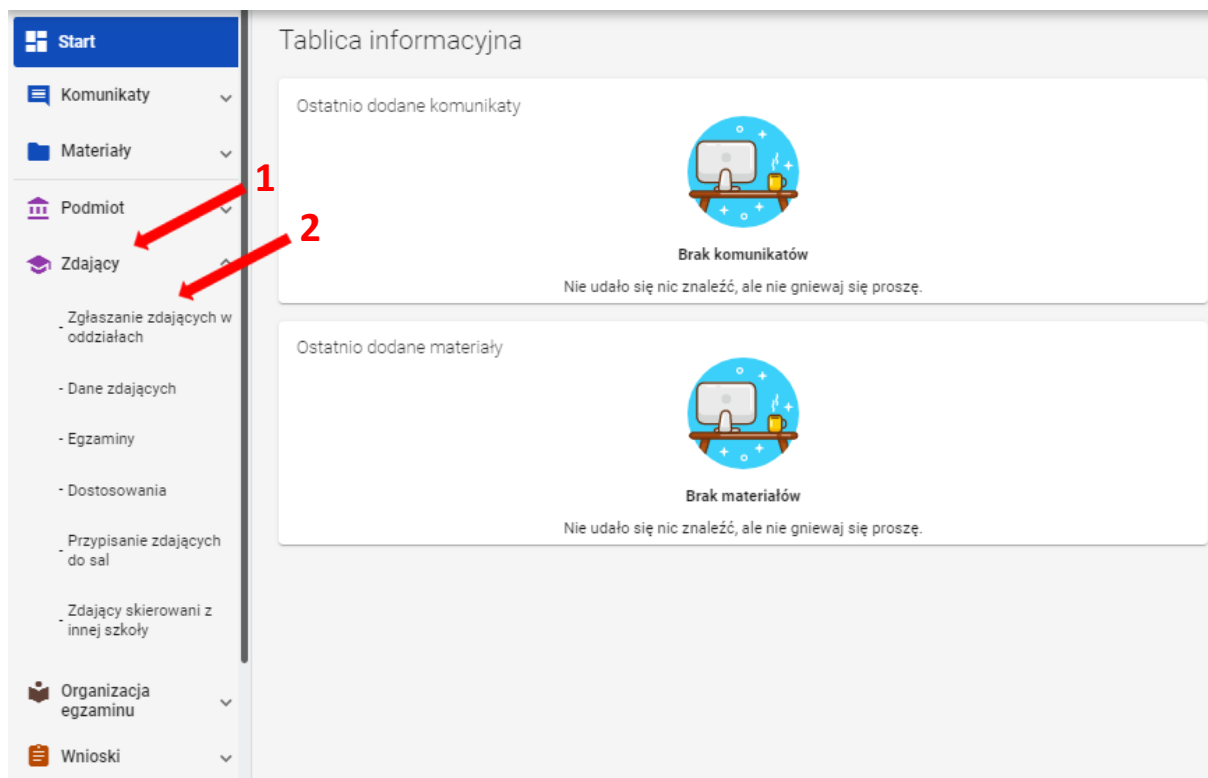 Start
Komunikaty
Materiały
Podmiot
Zdający
- Zgłaszanie zdających w
oddziałach
- Dane zdających
- Egzaminy
- Dostosowania
- Przypisanie zdających
do sal
- Zdający skierowani z
innej szkoły
Organizacja
egzaminu
Wnioski
1
2
Tablica informacyjna
Ostatnio dodane komunikaty
Brak komunikatów
Nie udało się nic znaleźć, ale nie gniewaj się proszę.
Ostatnio dodane materiały
Brak materiałów
Nie udało się nic znaleźć, ale nie gniewaj się proszę.